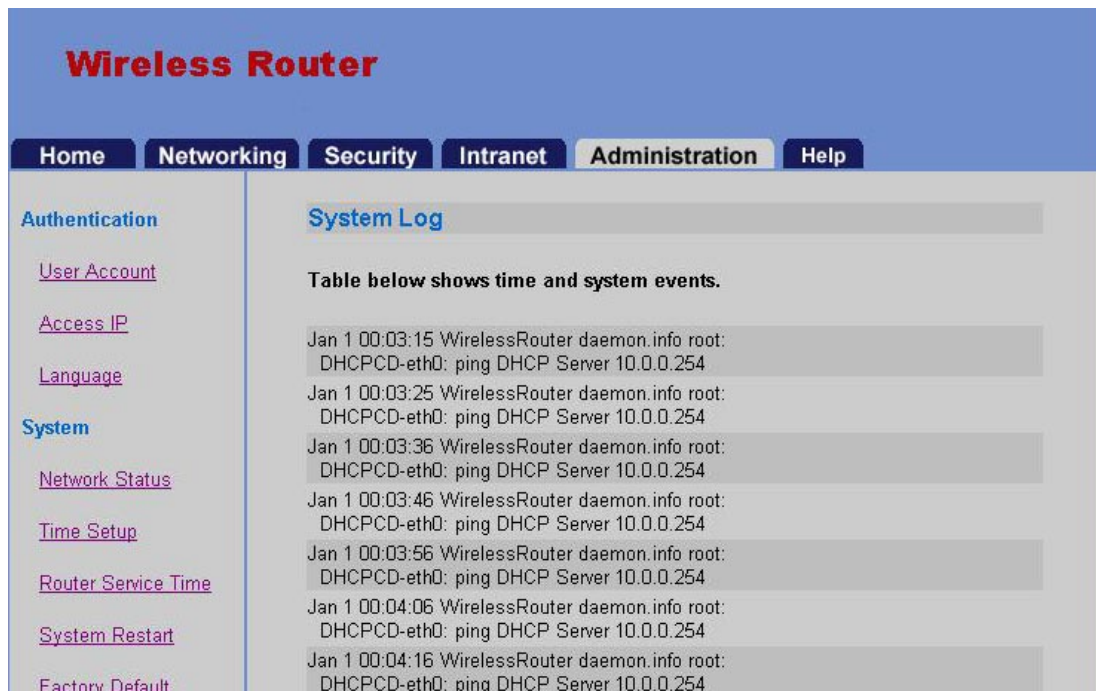 Wireless Router
Home Networking Security Intranet Administration Help
Authentication
User Account
Access IP
Language
System
Network Status
Time Setup
Router Service Time
System Restart
Factory Default
System Log
Table below shows time and system events.
Jan 1 00:03:15 WirelessRouter daemon.info root:
DHCPCD-eth0: ping DHCP Server 10.0.0.254
Jan 1 00:03:25 WirelessRouter daemon.info root:
DHCPCD-eth0: ping DHCP Server 10.0.0.254
Jan 1 00:03:36 WirelessRouter daemon.info root:
DHCPCD-eth0: ping DHCP Server 10.0.0.254
Jan 1 00:03:46 WirelessRouter daemon.info root:
DHCPCD-eth0: ping DHCP Server 10.0.0.254
Jan 1 00:03:56 WirelessRouter daemon.info root:
DHCPCD-eth0: ping DHCP Server 10.0.0.254
Jan 1 00:04:06 WirelessRouter daemon.info root:
DHCPCD-eth0: ping DHCP Server 10.0.0.254
Jan 1 00:04:16 WirelessRouter daemon.info root:
DHCPCD-eth0: ping DHCP Server 10.0.0.254